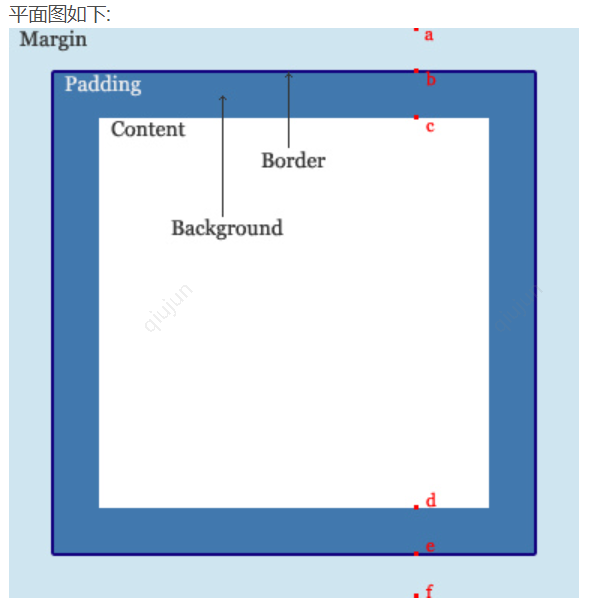 平面图如下:
Margin
a
b
Padding
c
Content
Border
Background
qiujun
qiujun
d
e
f